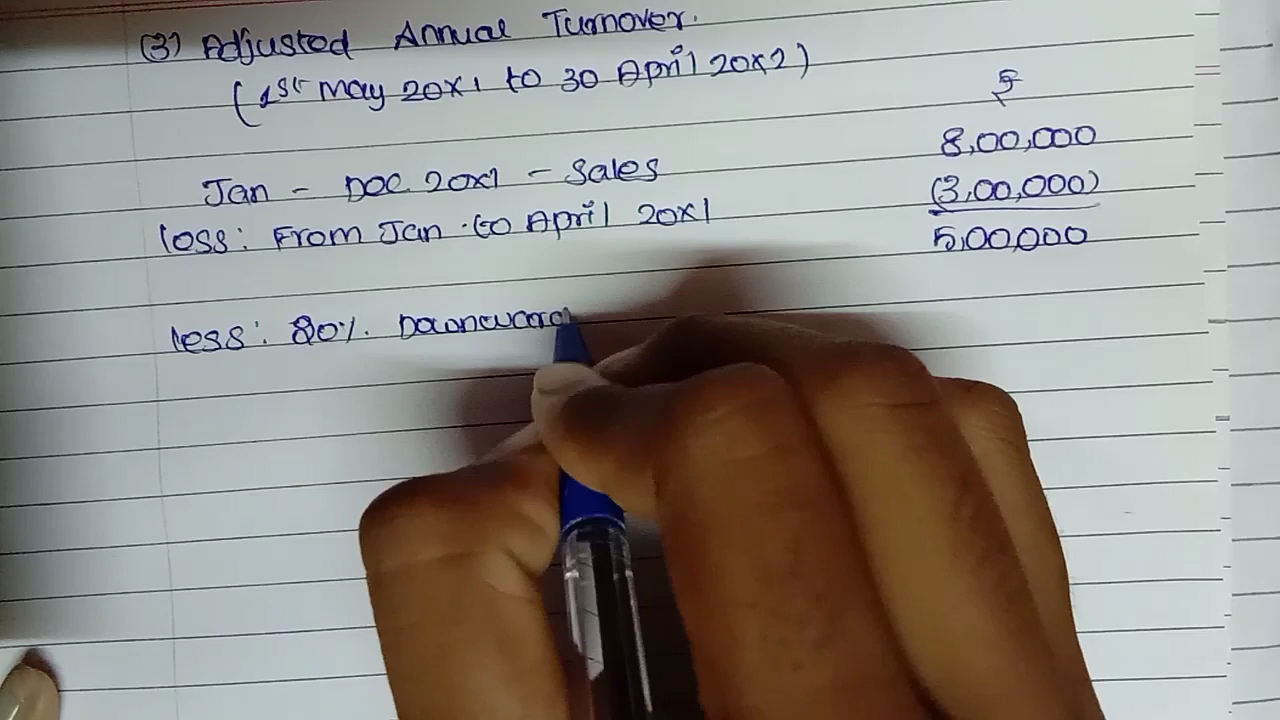 (3) Adjusted Annual Turnover.
(1st May 20x1 to 30 April 20x2)
₹
Jan - Dec 20x1 - Sales 8,00,000
less: From Jan to April 20x1 (3,00,000)
5,00,000
less: 20%. Downward